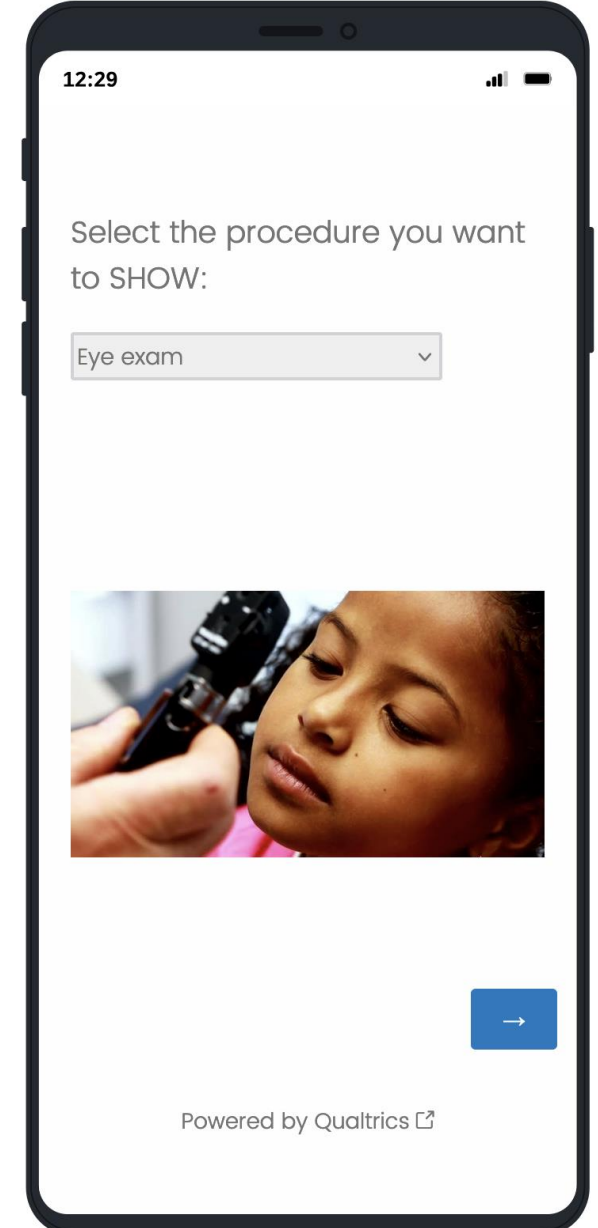 12:29
Select the procedure you want
to SHOW:
Eye exam
→
Powered by Qualtrics